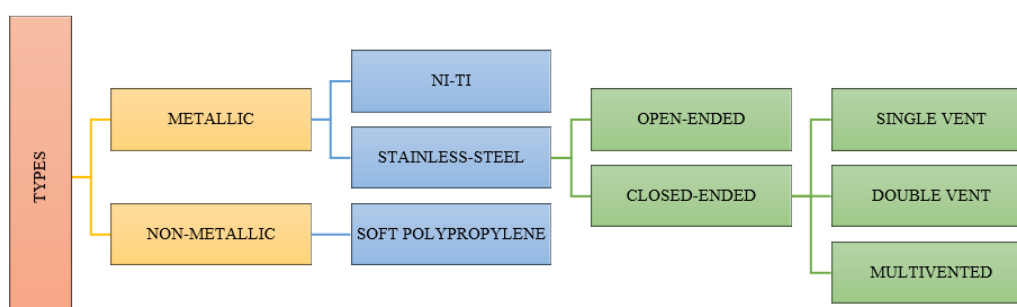 TYPES
METALLIC
NON-METALLIC
NI-TI
STAINLESS-STEEL
SOFT POLYPROPYLENE
OPEN-ENDED
CLOSED-ENDED
SINGLE VENT
DOUBLE VENT
MULTIVENTED